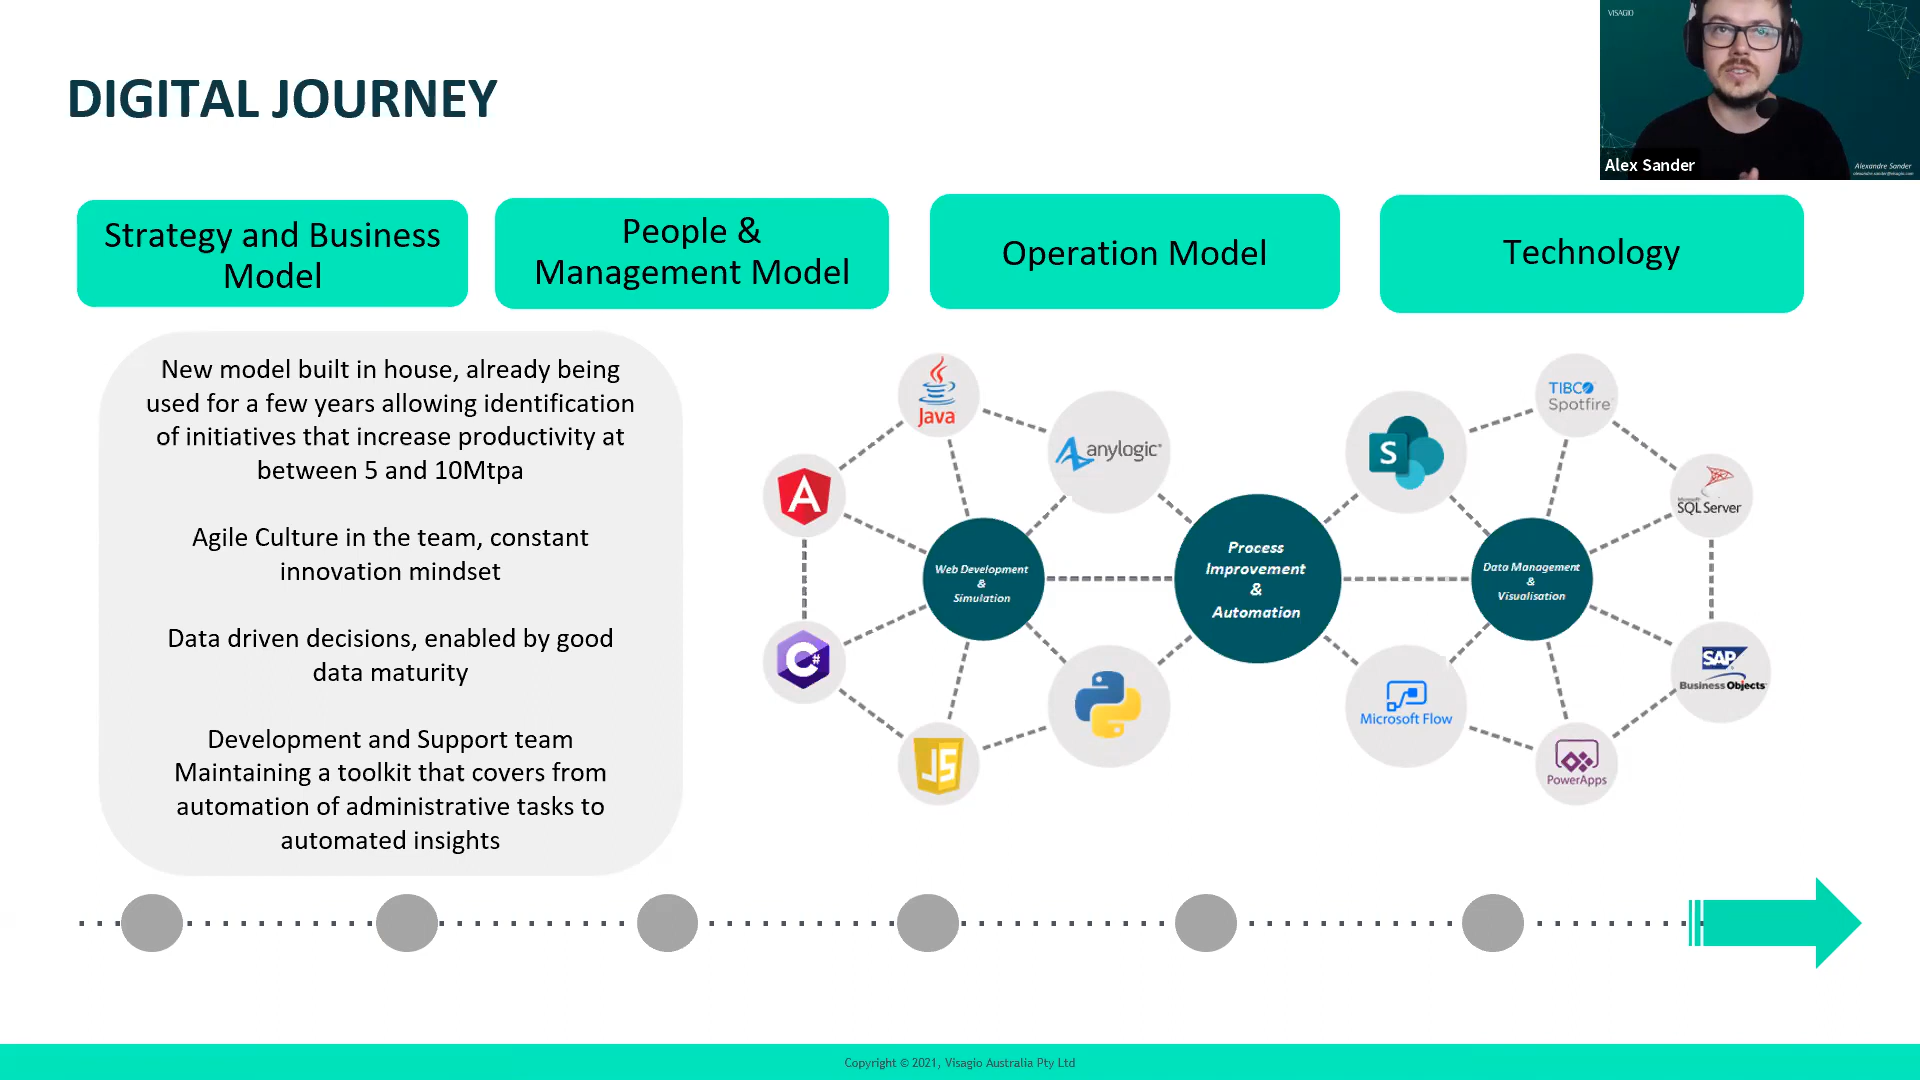 VISAGIO
Alex Sander
Alexandre Sander
alexandre.sander@visagio.com
DIGITAL JOURNEY
Strategy and Business
Model
People &
Management Model
Operation Model
Technology
New model built in house, already being
used for a few years allowing identification
of initiatives that increase productivity at
between 5 and 10Mtpa
Agile Culture in the team, constant
innovation mindset
Data driven decisions, enabled by good
data maturity
Development and Support team
Maintaining a toolkit that covers from
automation of administrative tasks to
automated insights
Java
anylogic
A
C#
JS
Web Development
&
Simulation
Process
Improvement
&
Automation
S
Microsoft Flow
Data Management
&
Visualisation
TIBCO
Spotfire
Microsoft
SQL Server
SAP
Business Objects
PowerApps
Copyright © 2021, Visagio Australia Pty Ltd